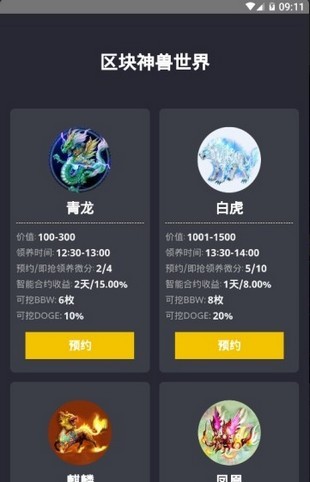 09:11
区块神兽世界
青龙
价值: 100-300
领养时间: 12:30-13:00
预约/即抢领养微分: 2/4
智能合约收益: 2天/15.00%
可挖BBW: 6枚
可挖DOGE: 10%
预约
白虎
价值: 1001-1500
领养时间: 13:30-14:00
预约/即抢领养微分: 5/10
智能合约收益: 1天/8.00%
可挖BBW: 8枚
可挖DOGE: 20%
预约
麒麟
凤凰